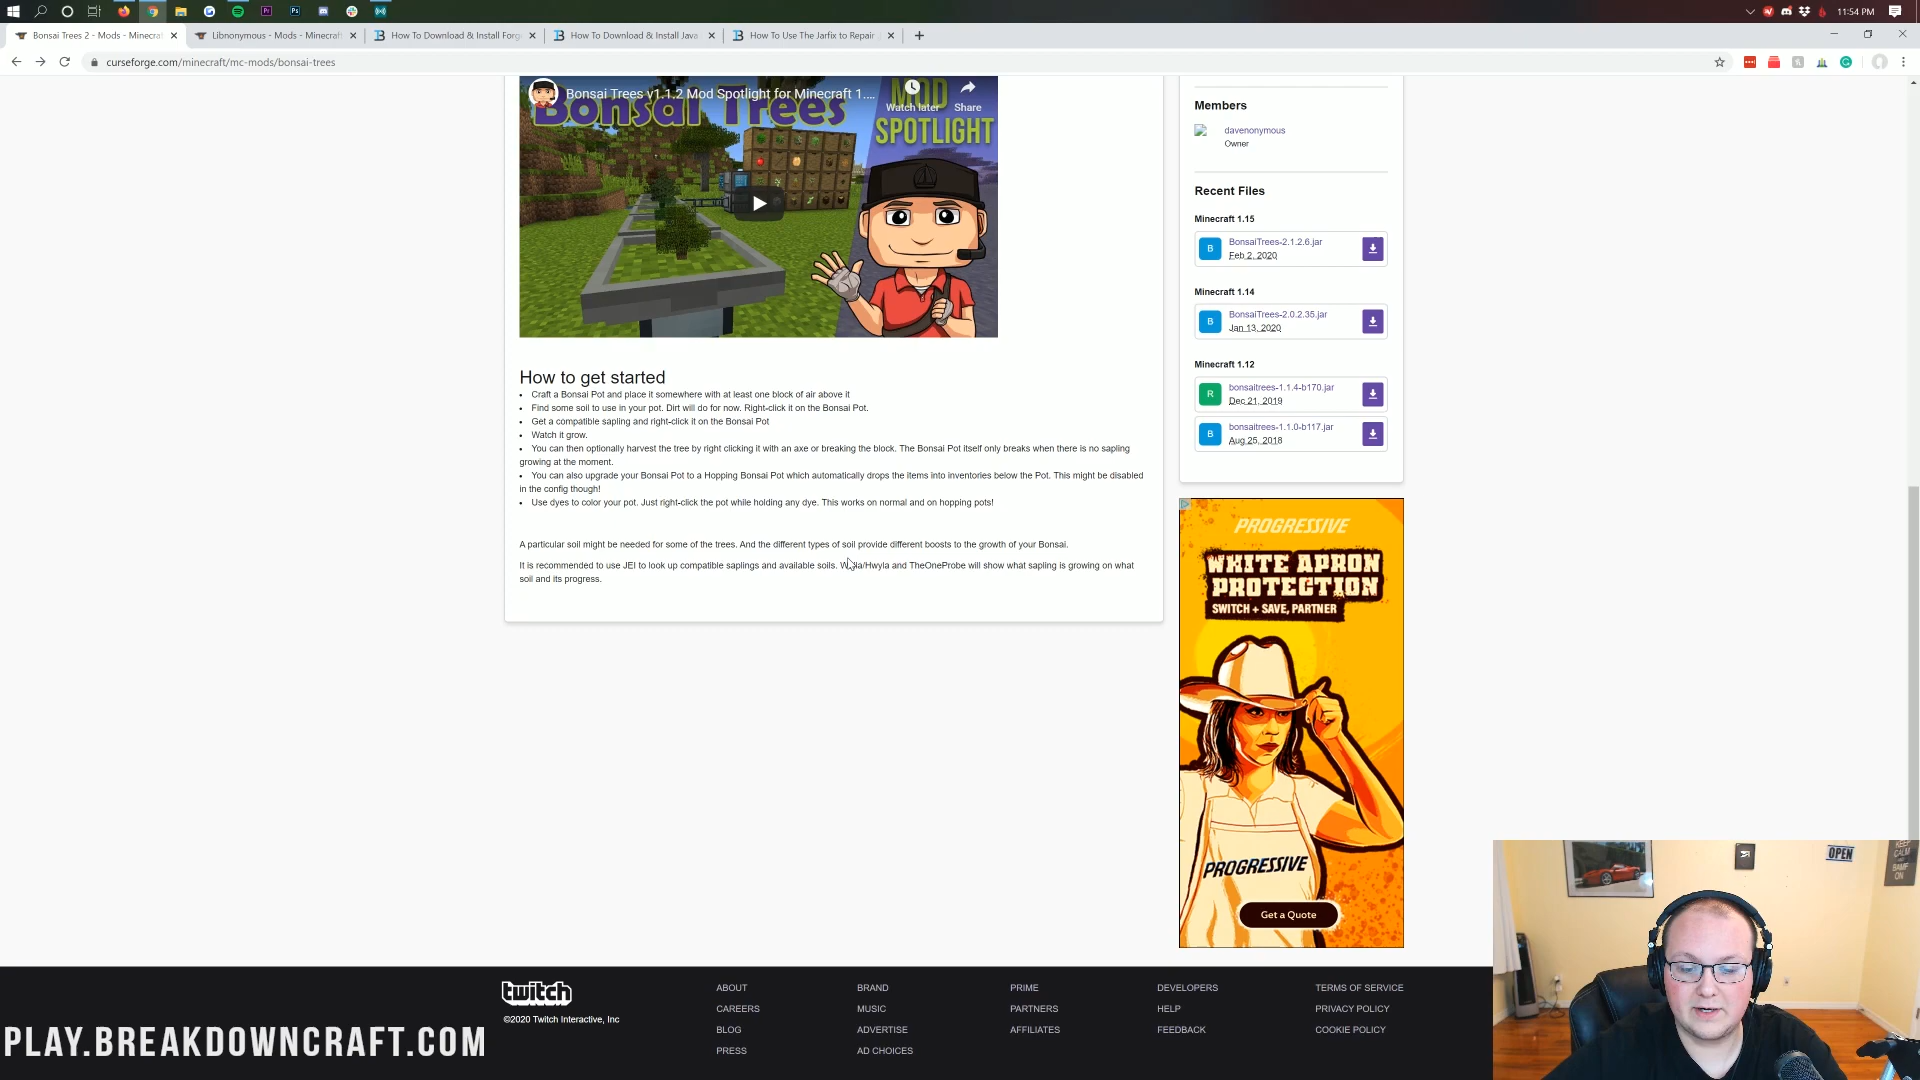 11:54 PM
Bonsai Trees 2 - Mods - Minecraf
Libnonymous - Mods - Minecraft
How To Download & Install Forge
How To Download & Install Java
How To Use The Jarfix to Repair
curseforge.com/minecraft/mc-mods/bonsai-trees
Bonsai Trees v1.1.2 Mod Spotlight for Minecraft 1....
Watch later
Share
Bonsai Trees
MOD
SPOTLIGHT
How to get started
• Craft a Bonsai Pot and place it somewhere with at least one block of air above it
• Find some soil to use in your pot. Dirt will do for now. Right-click it on the Bonsai Pot.
• Get a compatible sapling and right-click it on the Bonsai Pot
• Watch it grow.
• You can then optionally harvest the tree by right clicking it with an axe or breaking the block. The Bonsai Pot itself only breaks when there is no sapling
growing at the moment.
• You can also upgrade your Bonsai Pot to a Hopping Bonsai Pot which automatically drops the items into inventories below the Pot. This might be disabled
in the config though!
• Use dyes to color your pot. Just right-click the pot while holding any dye. This works on normal and on hopping pots!
A particular soil might be needed for some of the trees. And the different types of soil provide different boosts to the growth of your Bonsai.
It is recommended to use JEI to look up compatible saplings and available soils. Waila/Hwyla and TheOneProbe will show what sapling is growing on what
soil and its progress.
Members
davenonymous
Owner
Recent Files
Minecraft 1.15
B
BonsaiTrees-2.1.2.6.jar
Feb 2, 2020
Minecraft 1.14
B
BonsaiTrees-2.0.2.35.jar
Jan 13, 2020
Minecraft 1.12
R
bonsaitrees-1.1.4-b170.jar
Dec 21, 2019
B
bonsaitrees-1.1.0-b117.jar
Aug 25, 2018
PROGRESSIVE
WHITE APRON
PROTECTION
SWITCH + SAVE, PARTNER
PROGRESSIVE
Get a Quote
OPEN
KEEP
CALM
AND
GAME
ON
twitch
©2020 Twitch Interactive, Inc
ABOUT
CAREERS
BLOG
PRESS
BRAND
MUSIC
ADVERTISE
AD CHOICES
PRIME
PARTNERS
AFFILIATES
DEVELOPERS
HELP
FEEDBACK
TERMS OF SERVICE
PRIVACY POLICY
COOKIE POLICY
PLAY.BREAKDOWNCRAFT.COM